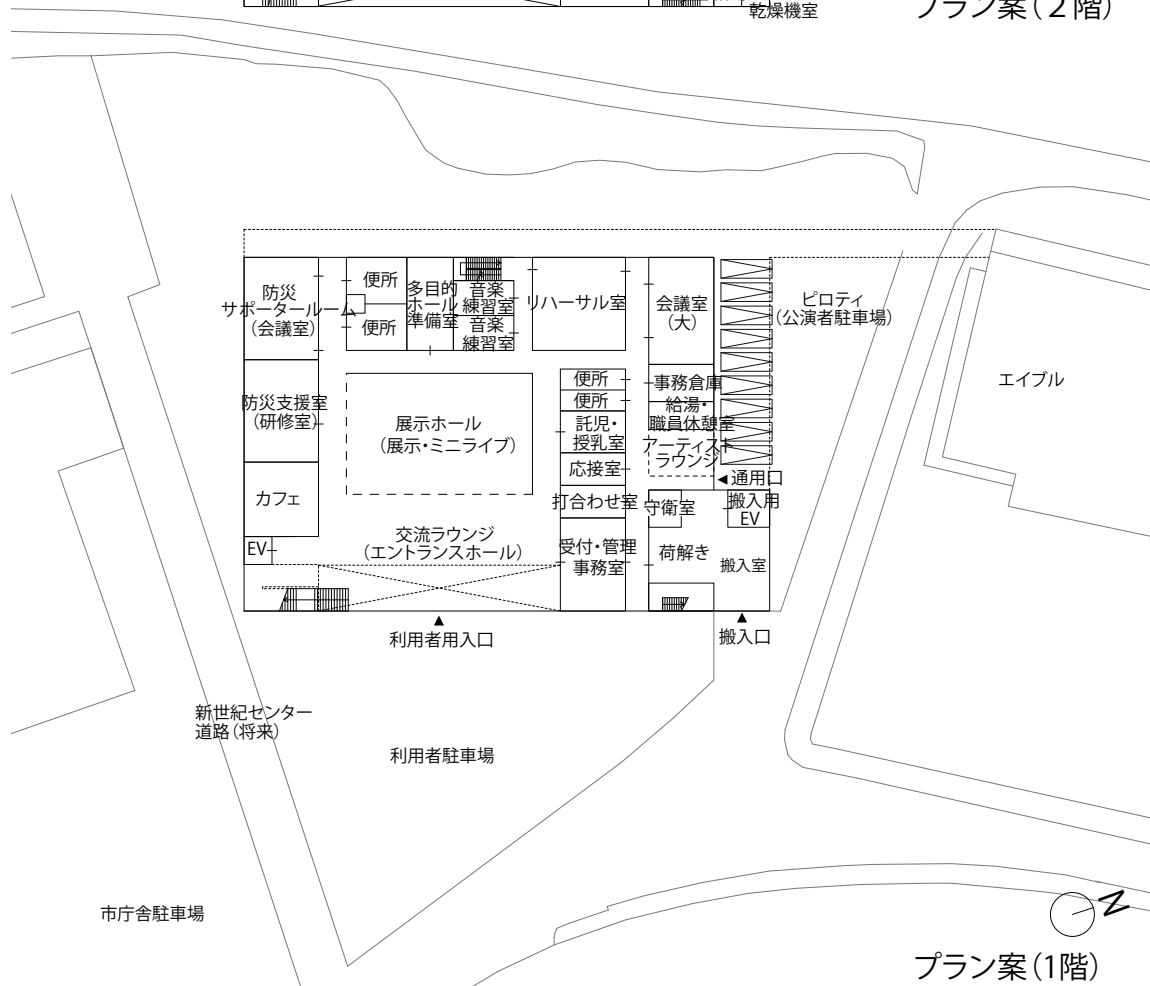 乾燥機室
プラン案（２階）
防災
サポータールーム
（会議室）
便所
便所
多目的
ホール
準備室
音楽
練習室
音楽
練習室
リハーサル室
会議室
（大）
ピロティ
（公演者駐車場）
エイブル
防災支援室
（研修室）
展示ホール
（展示・ミニライブ）
便所
便所
託児・
授乳室
応接室
打合わせ室
受付・管理
事務室
事務倉庫
給湯・
職員休憩室
アーティスト
ラウンジ
通用口
守衛室
搬入用
EV
荷解き
搬入室
カフェ
EV
交流ラウンジ
（エントランスホール）
利用者用入口
搬入口
新世紀センター
道路（将来）
利用者駐車場
市庁舎駐車場
N
プラン案（1階）